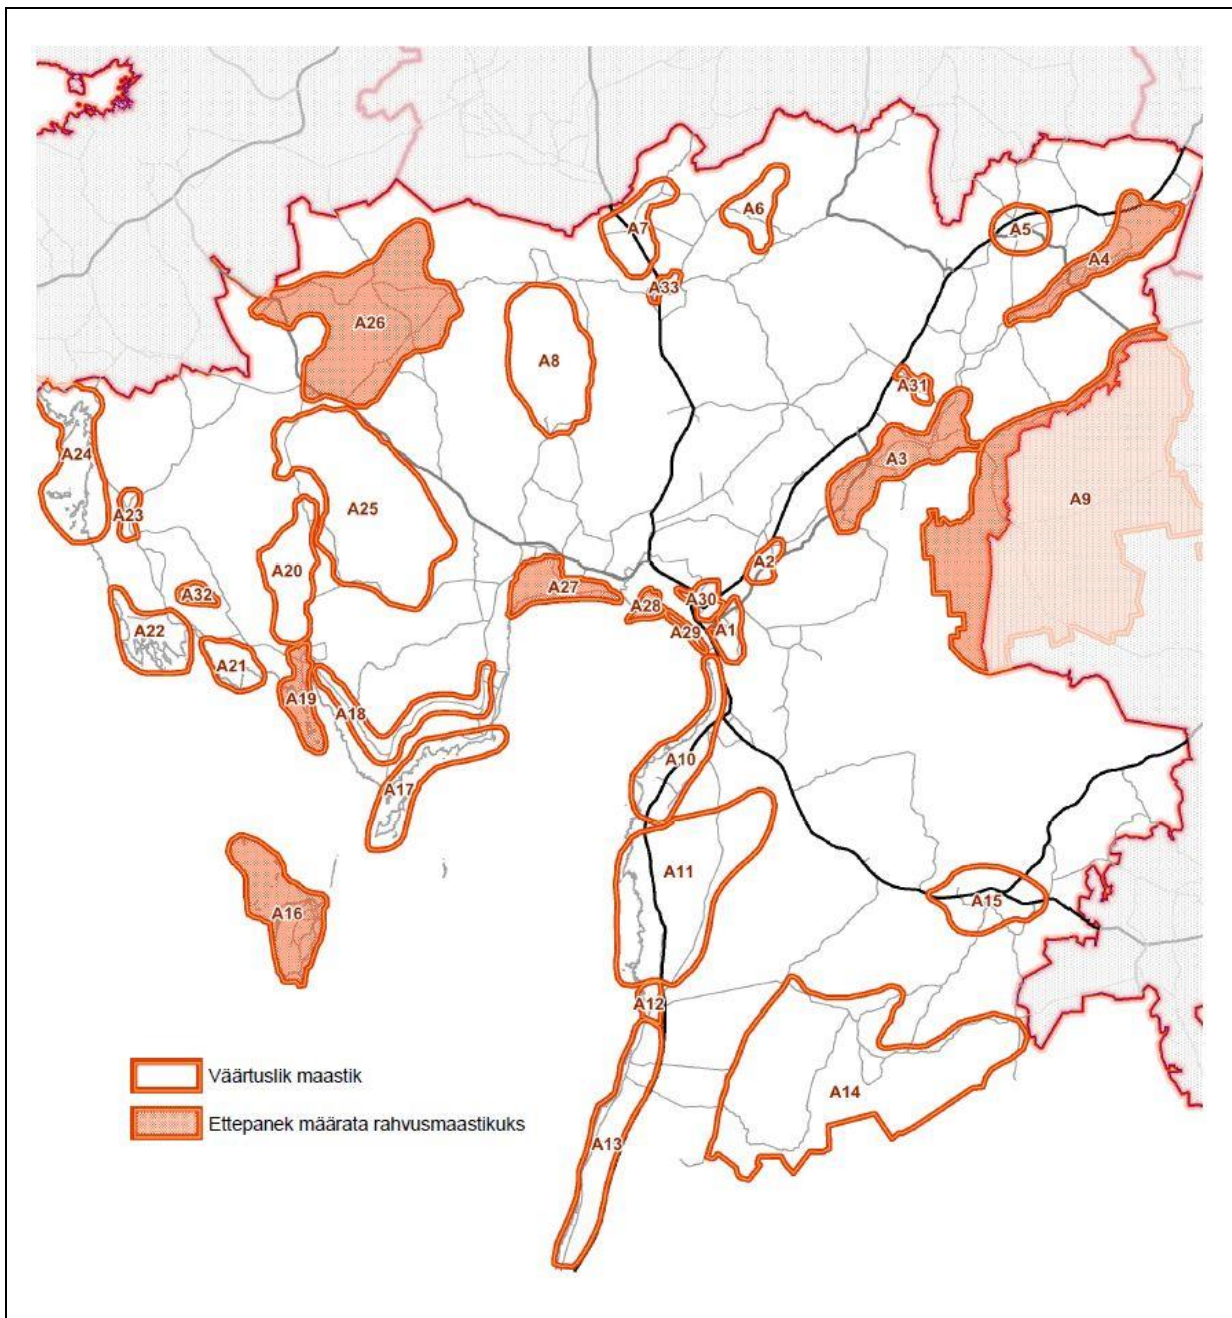 A6
A7
A5
A4
A33
A26
A8
A31
A24
A3
A9
A23
A25
A2
A20
A27
A32
A28
A30
A22
A29
A1
A21
A19
A18
A10
A17
A11
A15
A16
A12
Väärtuslik maastik
A14
Ettepanek määrata rahvusmaastikuks
A13